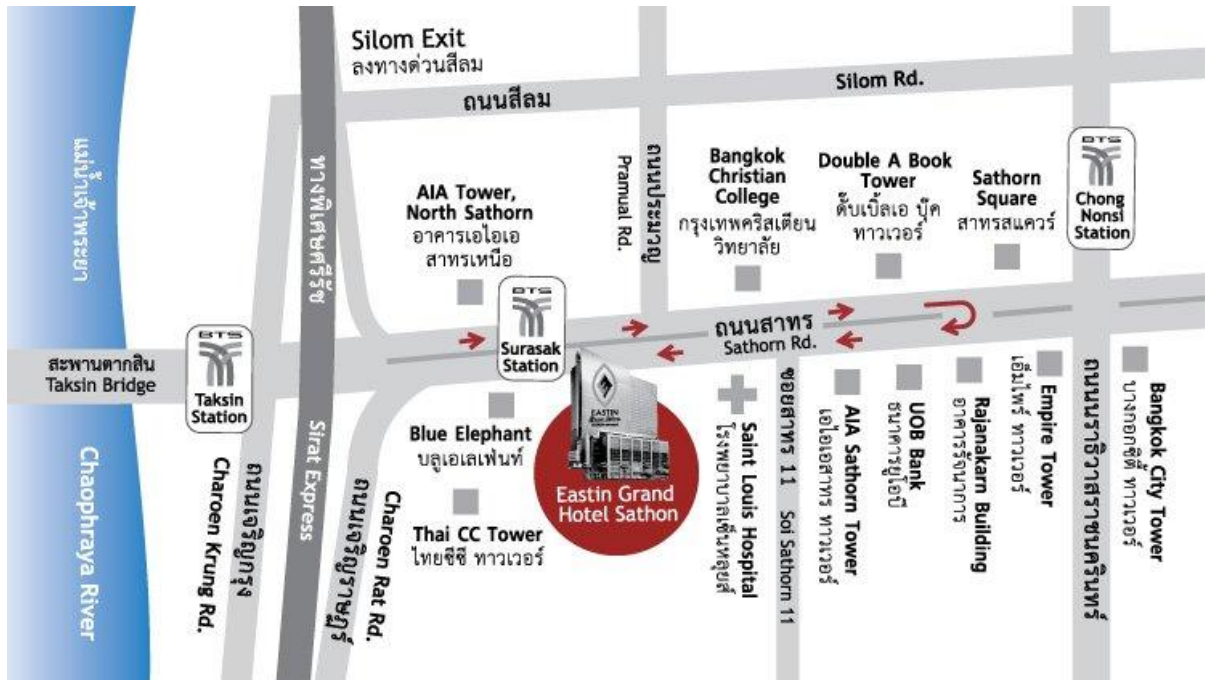 Silom Exit
ลงทางด่วนสีลม
ถนนสีลม
Silom Rd.
แม่น้ำเจ้าพระยา
Chaophraya River
ทางพิเศษศรีรัช
Sirat Express
AIA Tower,
North Sathorn
อาคารเอไอเอ
สาทรเหนือ
ถนนประมวญ
Pramual Rd.
Bangkok
Christian
College
กรุงเทพคริสเตียน
วิทยาลัย
Double A Book
Tower
ดั๊บเบิ้ลเอ บุ๊ค
ทาวเวอร์
Sathorn
Square
สาทรสแควร์
BTS
Chong
Nonsi
Station
BTS
Surasak
Station
ถนนสาทร
Sathorn Rd.
BTS
Taksin
Station
สะพานตากสิน
Taksin Bridge
ถนนเจริญกรุง
Charoen Krung Rd.
ถนนเจริญราษฎร์
Charoen Rat Rd.
Blue Elephant
บลูเอเลเฟ่นท์
Thai CC Tower
ไทยซีซี ทาวเวอร์
EASTIN
Eastin Grand
Hotel Sathon
Saint Louis Hospital
โรงพยาบาลเซ็นหลุยส์
ซอยสาทร 11 Soi Sathorn 11
AIA Sathorn Tower
เอไอเอสาทร ทาวเวอร์
UOB Bank
ธนาคารยูโอบี
Rajanakarn Building
อาคารรัจนาการ
Empire Tower
เอ็มไพร์ ทาวเวอร์
ถนนนราธิวาสราชนครินทร์
Bangkok City Tower
บางกอกซิตี้ ทาวเวอร์